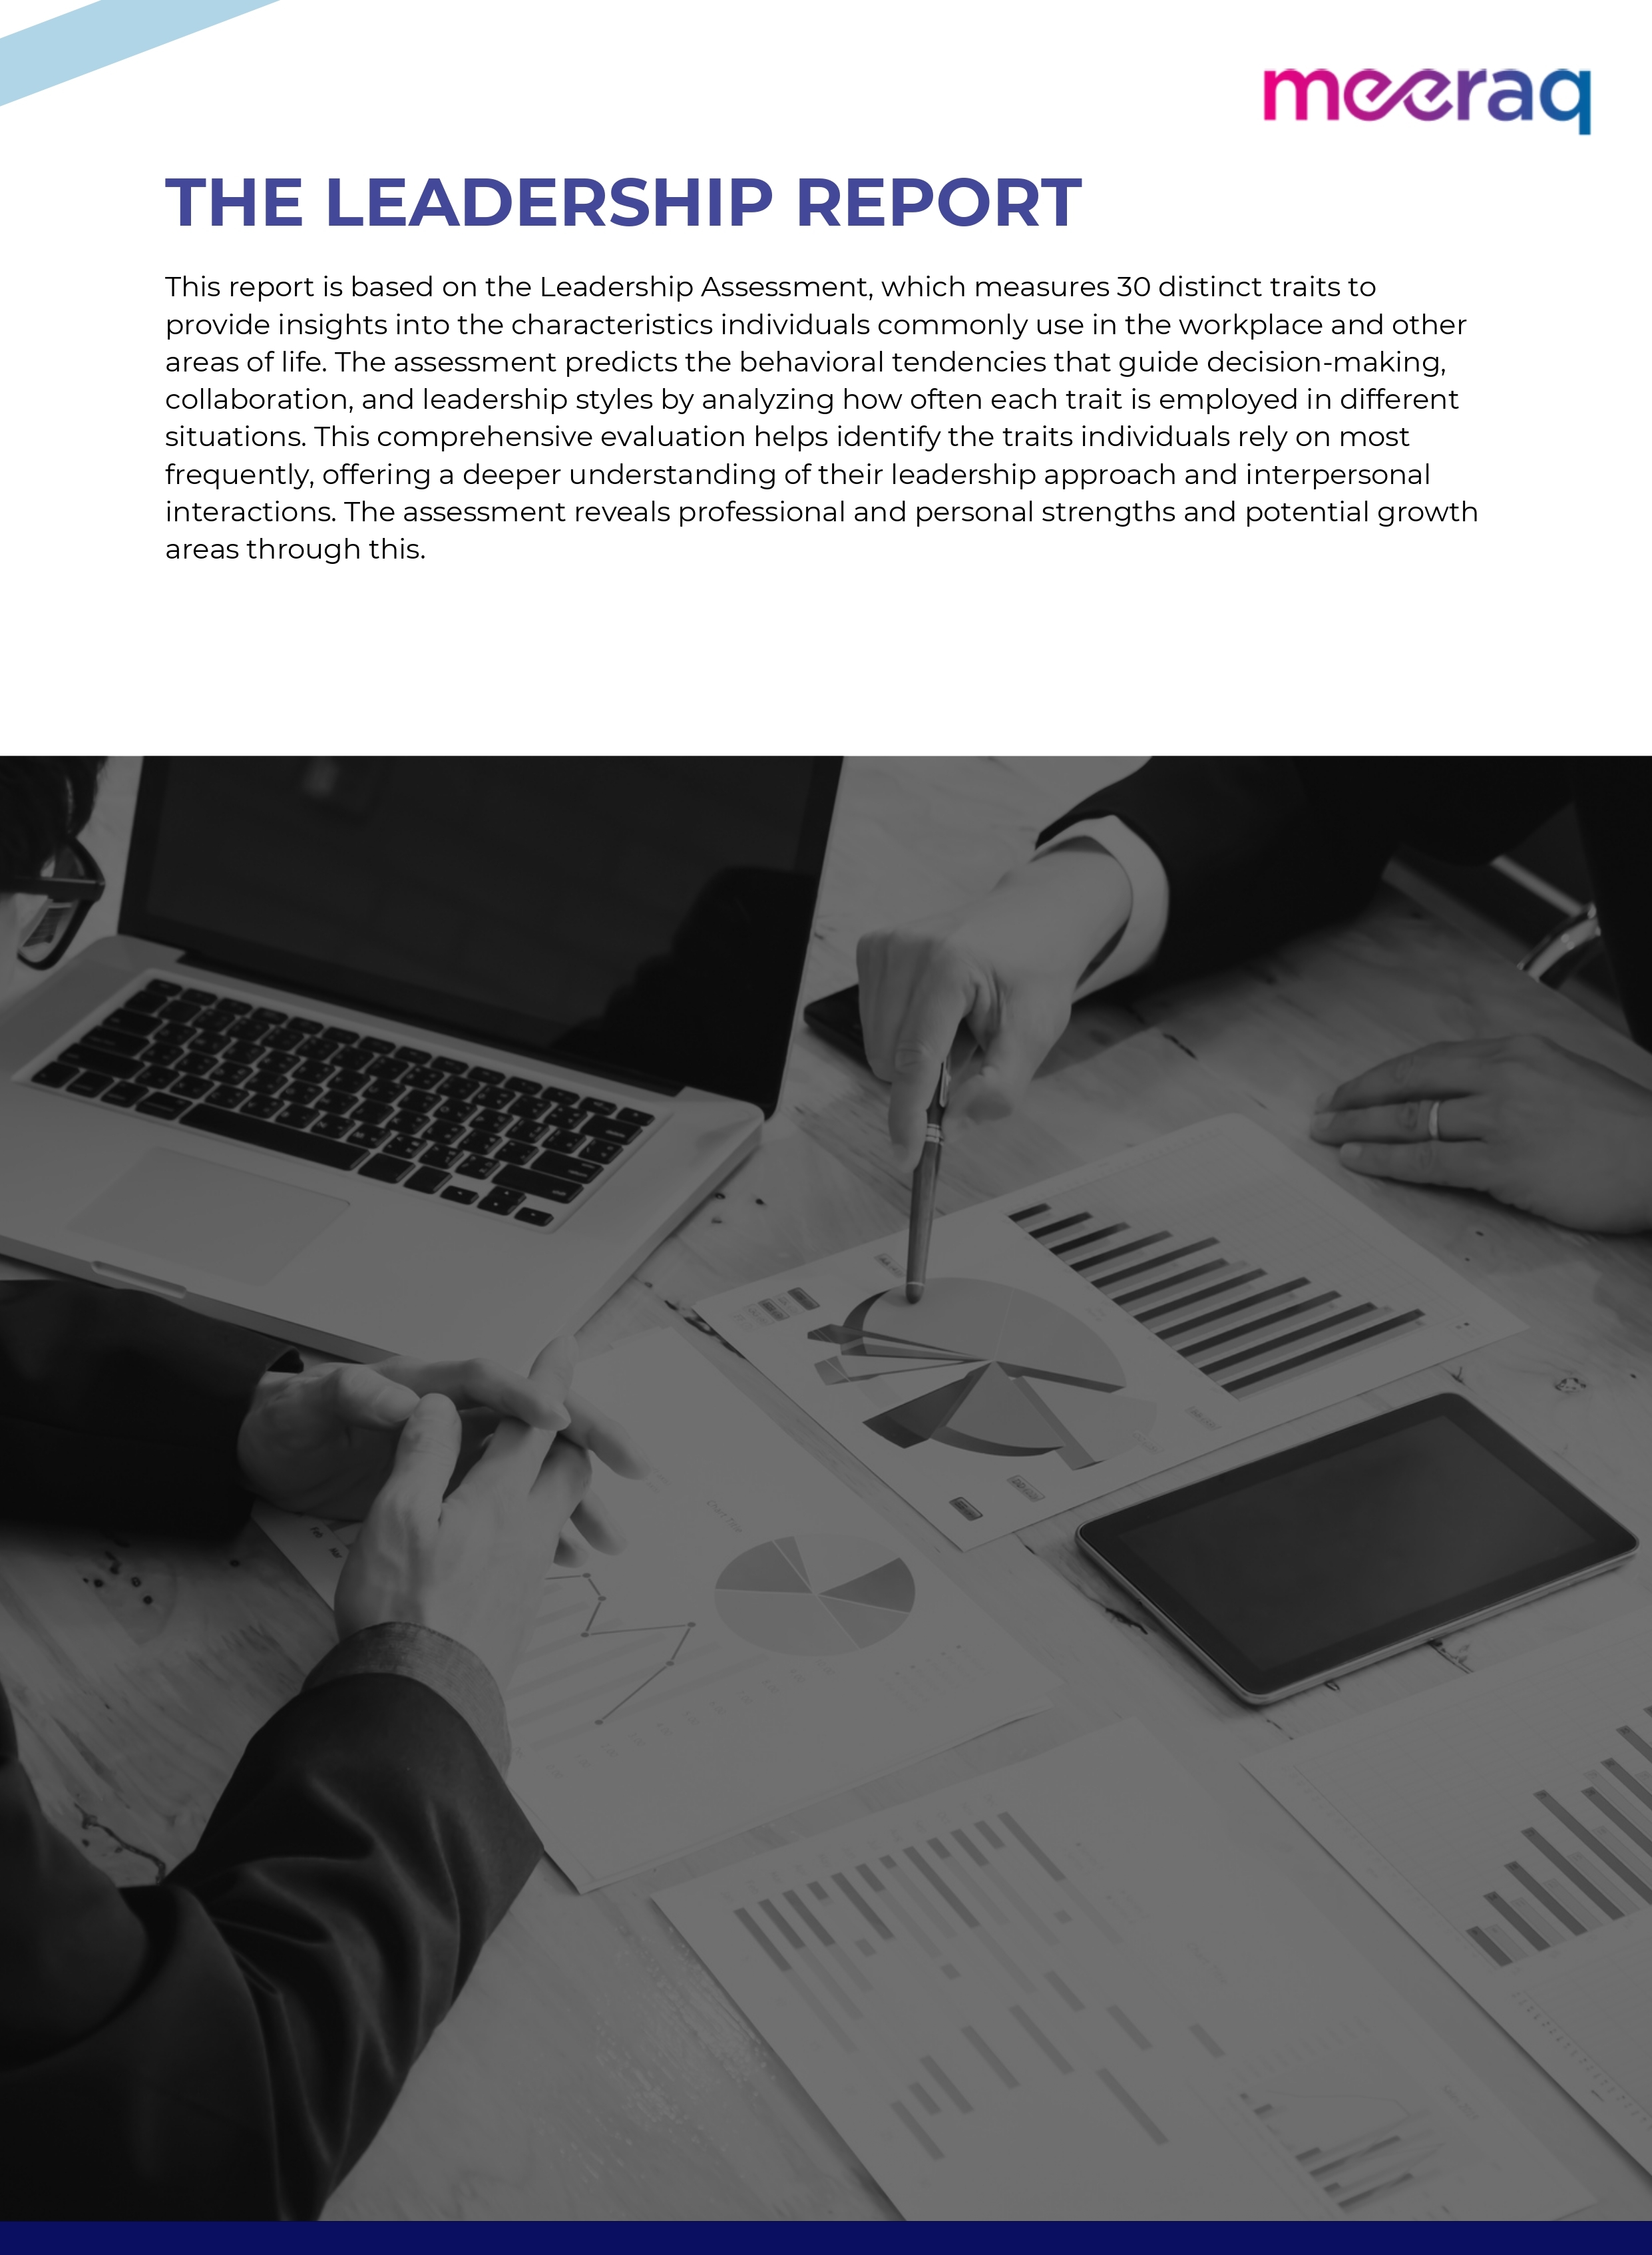 meeraq
THE LEADERSHIP REPORT
This report is based on the Leadership Assessment, which measures 30 distinct traits to
provide insights into the characteristics individuals commonly use in the workplace and other
areas of life. The assessment predicts the behavioral tendencies that guide decision-making,
collaboration, and leadership styles by analyzing how often each trait is employed in different
situations. This comprehensive evaluation helps identify the traits individuals rely on most
frequently, offering a deeper understanding of their leadership approach and interpersonal
interactions. The assessment reveals professional and personal strengths and potential growth
areas through this.
Chart Title